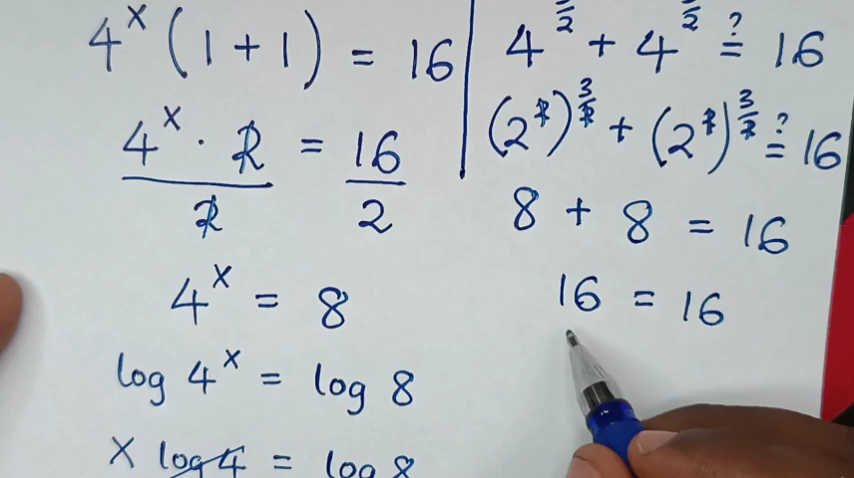 4^x (1 + 1) = 16
4^x · 2 / 2 = 16 / 2
4^x = 8
log 4^x = log 8
x log 4 = log 8
4^(3/2) + 4^(3/2) ?= 16
(2^2)^(3/2) + (2^2)^(3/2) ?= 16
8 + 8 = 16
16 = 16